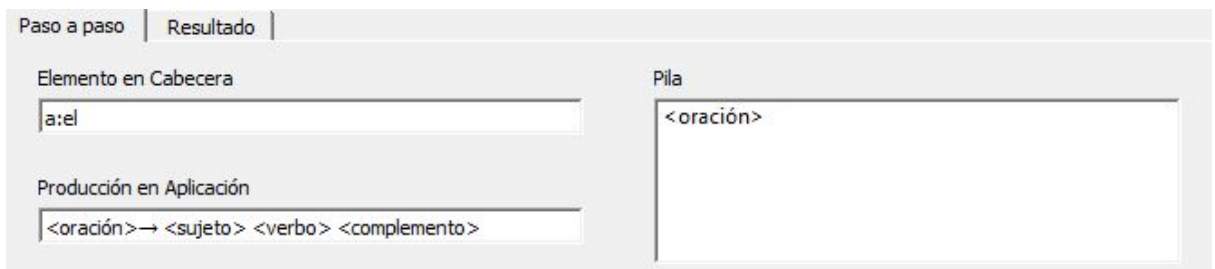 Paso a paso
Resultado
Elemento en Cabecera
a:el
Producción en Aplicación
<oración>→ <sujeto> <verbo> <complemento>
Pila
<oración>